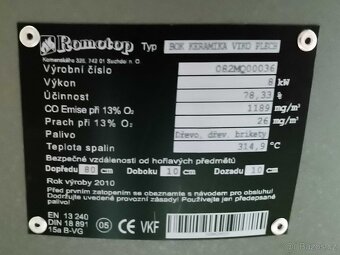 Romotop Typ BOK KERAMIKA VIKO PLECH
Komenského 325, 742 01 Suchdol n. O.
Výrobní číslo 082MQ00036
Výkon 8 kW
Účinnost 78,33 %
CO Emise při 13% O₂ 1189 mg/m³
Prach při 13% O₂ 26 mg/m³
Palivo Dřevo, dřev. brikety
Teplota spalin 314,9 °C
Bezpečné vzdálenosti od hořlavých předmětů
Dopředu 80 cm Doboku 10 cm Dozadu 10 cm
Rok výroby 2010
Před prvním zatopením se obeznamte s návodem pro obsluhu!
Dodržujte uvedené provozní zásady! Používejte jen předepsané
palivo!
EN 13 240
DIN 18 891
15a B-VG
05 CE VKF